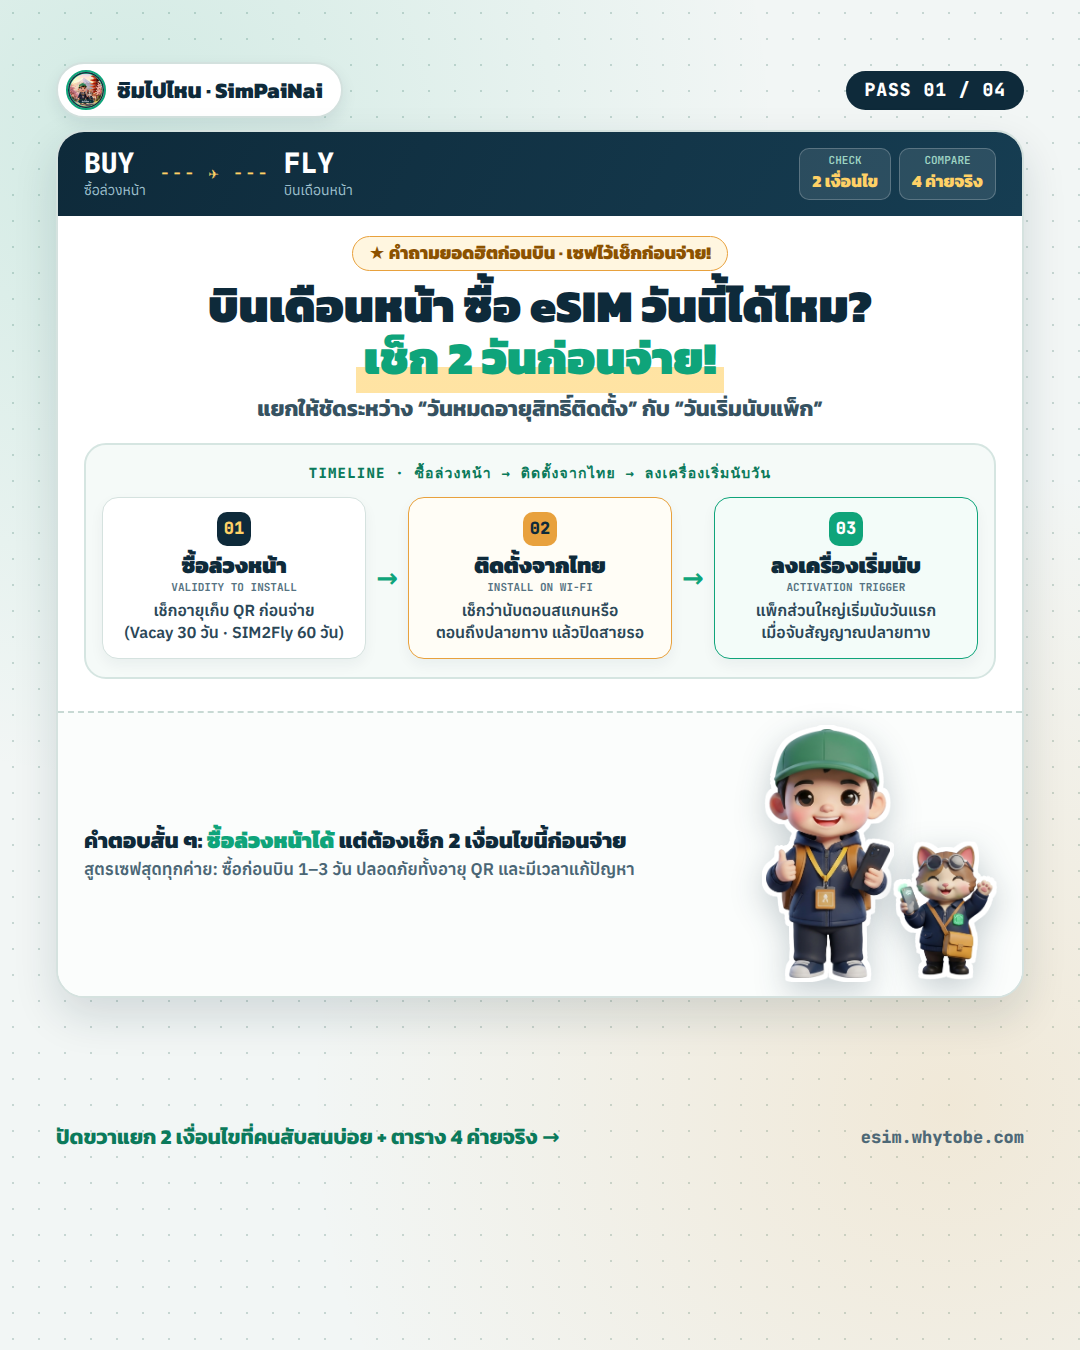 ซิมไปไหน · SimPaiNai
PASS 01 / 04
BUY --- ✈ --- FLY
ซื้อล่วงหน้า
บินเดือนหน้า
CHECK
2 เงื่อนไข
COMPARE
4 ค่ายจริง
★ คำถามยอดฮิตก่อนบิน · เซฟไว้เช็กก่อนจ่าย!
บินเดือนหน้า ซื้อ eSIM วันนี้ได้ไหม?
เช็ก 2 วันก่อนจ่าย!
แยกให้ชัดระหว่าง “วันหมดอายุสิทธิ์ติดตั้ง” กับ “วันเริ่มนับแพ็ก”
TIMELINE · ซื้อล่วงหน้า → ติดตั้งจากไทย → ลงเครื่องเริ่มนับวัน
01
ซื้อล่วงหน้า
VALIDITY TO INSTALL
เช็กอายุเก็บ QR ก่อนจ่าย
(Vacay 30 วัน · SIM2Fly 60 วัน)
→
02
ติดตั้งจากไทย
INSTALL ON WI-FI
เช็กว่านับตอนสแกนหรือ
ตอนถึงปลายทาง แล้วปิดสายรอ
→
03
ลงเครื่องเริ่มนับ
ACTIVATION TRIGGER
แพ็กส่วนใหญ่เริ่มนับวันแรก
เมื่อจับสัญญาณปลายทาง
คำตอบสั้น ๆ: ซื้อล่วงหน้าได้ แต่ต้องเช็ก 2 เงื่อนไขนี้ก่อนจ่าย
สูตรเซฟสุดทุกค่าย: ซื้อก่อนบิน 1–3 วัน ปลอดภัยทั้งอายุ QR และมีเวลาแก้ปัญหา
ปัดขวาแยก 2 เงื่อนไขที่คนสับสนบ่อย + ตาราง 4 ค่ายจริง →
esim.whytobe.com